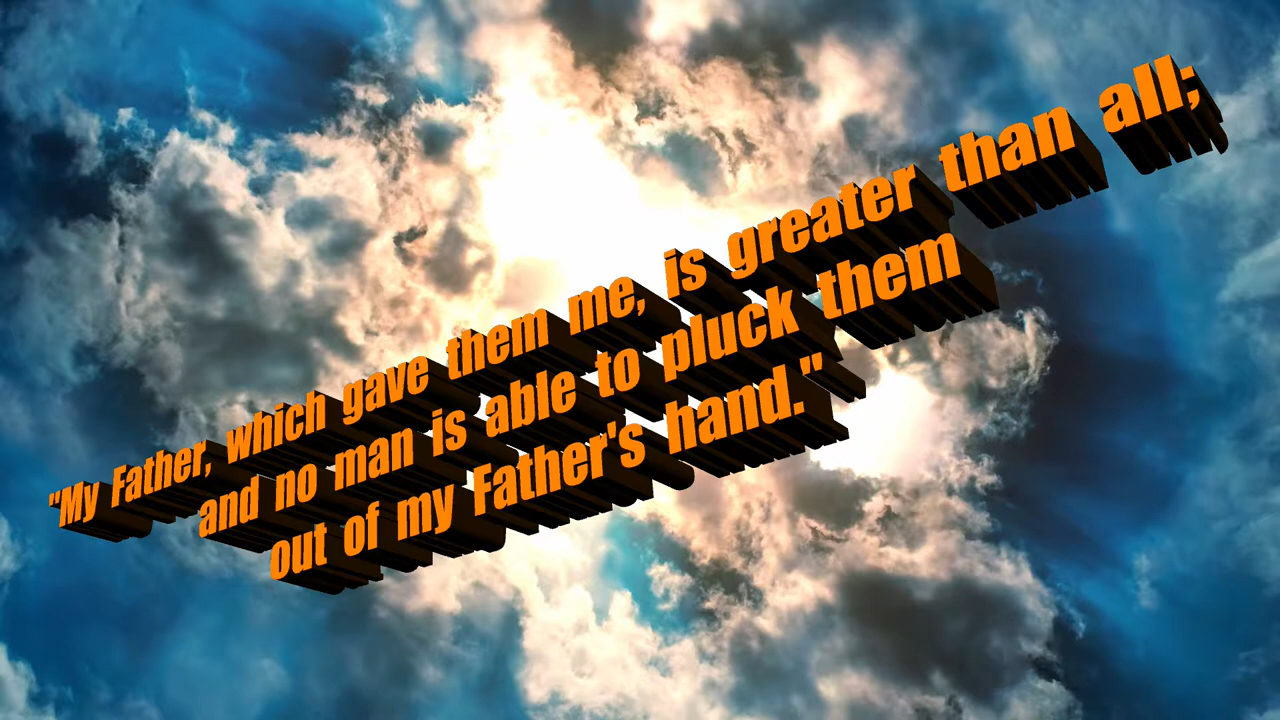 "My Father, which gave them me, is greater than all;
and no man is able to pluck them
out of my Father's hand."